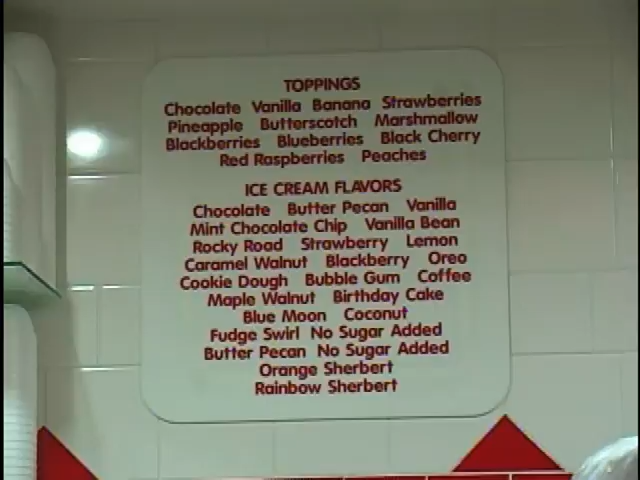 TOPPINGS
Chocolate Vanilla Banana Strawberries
Pineapple Butterscotch Marshmallow
Blackberries Blueberries Black Cherry
Red Raspberries Peaches
ICE CREAM FLAVORS
Chocolate Butter Pecan Vanilla
Mint Chocolate Chip Vanilla Bean
Rocky Road Strawberry Lemon
Caramel Walnut Blackberry Oreo
Cookie Dough Bubble Gum Coffee
Maple Walnut Birthday Cake
Blue Moon Coconut
Fudge Swirl No Sugar Added
Butter Pecan No Sugar Added
Orange Sherbert
Rainbow Sherbert